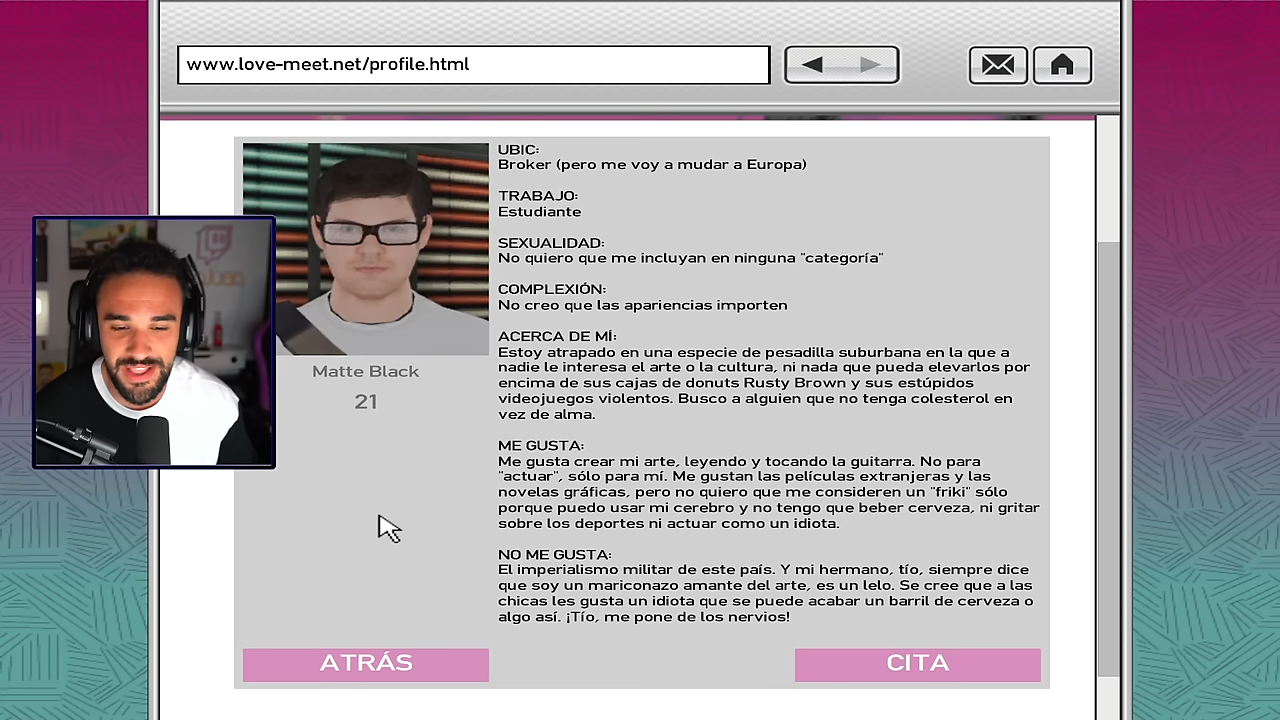 www.love-meet.net/profile.html
UBIC:
Broker (pero me voy a mudar a Europa)
TRABAJO:
Estudiante
SEXUALIDAD:
No quiero que me incluyan en ninguna "categoría"
COMPLEXIÓN:
No creo que las apariencias importen
ACERCA DE MÍ:
Estoy atrapado en una especie de pesadilla suburbana en la que a
nadie le interesa el arte o la cultura, ni nada que pueda elevarlos por
encima de sus cajas de donuts Rusty Brown y sus estúpidos
videojuegos violentos. Busco a alguien que no tenga colesterol en
vez de alma.
ME GUSTA:
Me gusta crear mi arte, leyendo y tocando la guitarra. No para
"actuar", sólo para mí. Me gustan las películas extranjeras y las
novelas gráficas, pero no quiero que me consideren un "friki" sólo
porque puedo usar mi cerebro y no tengo que beber cerveza, ni gritar
sobre los deportes ni actuar como un idiota.
NO ME GUSTA:
El imperialismo militar de este país. Y mi hermano, tío, siempre dice
que soy un mariconazo amante del arte, es un lelo. Se cree que a las
chicas les gusta un idiota que se puede acabar un barril de cerveza o
algo así. ¡Tío, me pone de los nervios!
Matte Black
21
ATRÁS
CITA